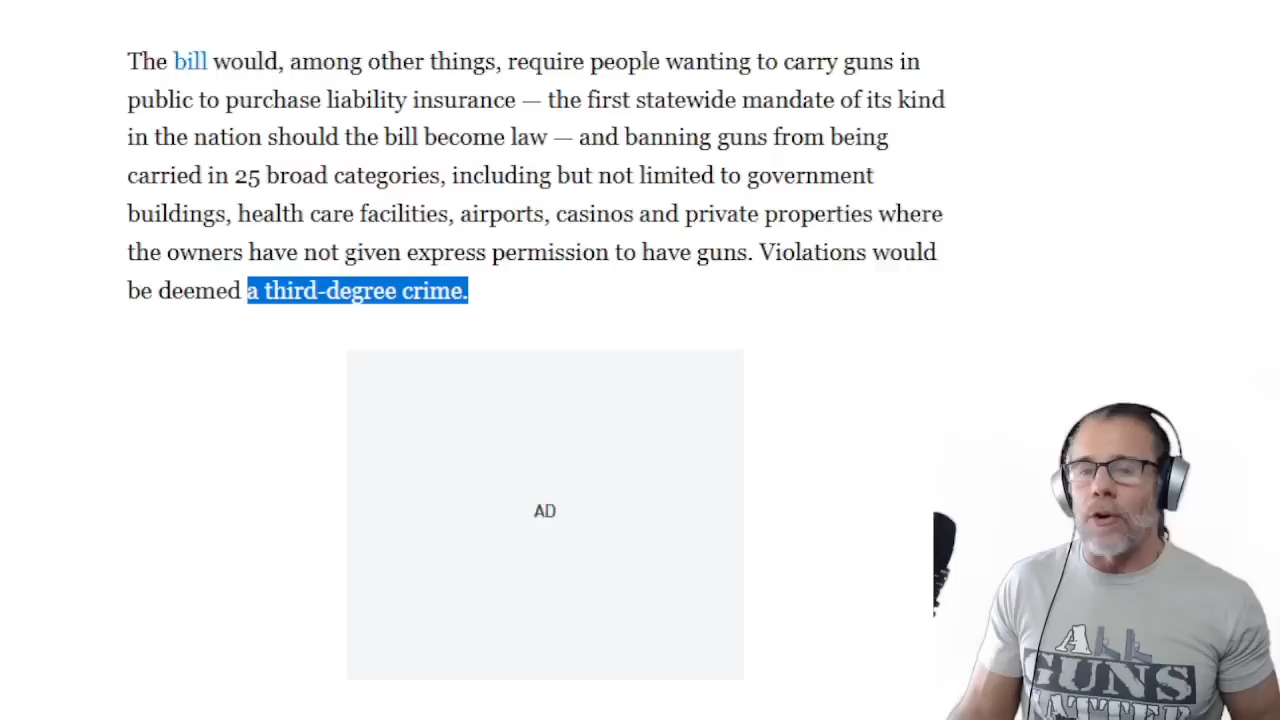 The bill would, among other things, require people wanting to carry guns in
public to purchase liability insurance — the first statewide mandate of its kind
in the nation should the bill become law — and banning guns from being
carried in 25 broad categories, including but not limited to government
buildings, health care facilities, airports, casinos and private properties where
the owners have not given express permission to have guns. Violations would
be deemed a third-degree crime.
AD
ALL
GUNS
MATTER